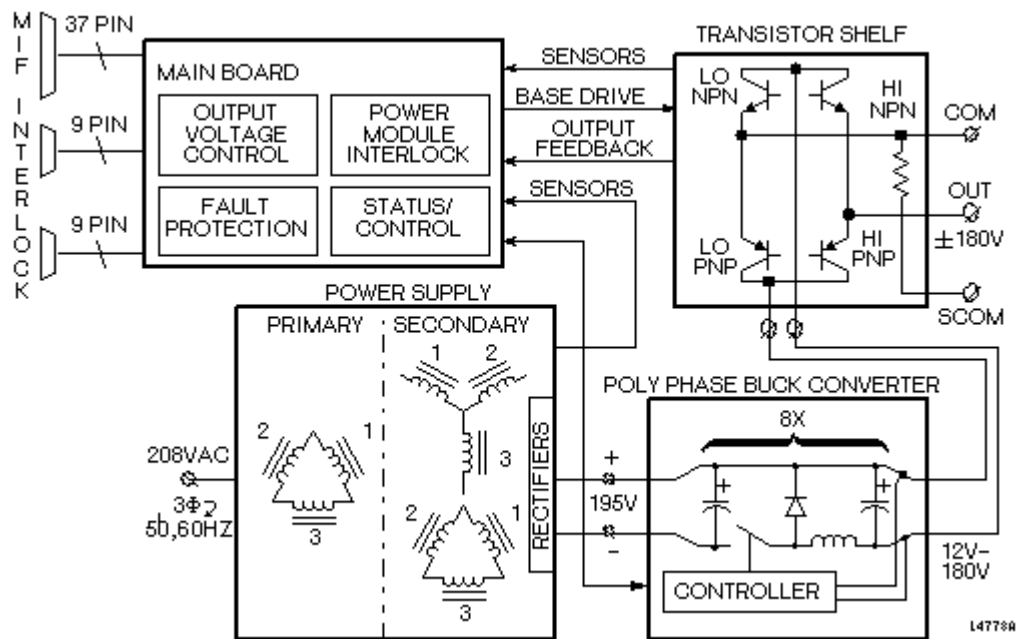 MIF INTERLOCK
37 PIN
9 PIN
9 PIN
MAIN BOARD
OUTPUT
VOLTAGE
CONTROL
POWER
MODULE
INTERLOCK
FAULT
PROTECTION
STATUS/
CONTROL
SENSORS
BASE DRIVE
OUTPUT
FEEDBACK
SENSORS
TRANSISTOR SHELF
LO
NPN
HI
NPN
LO
PNP
HI
PNP
COM
OUT
±180V
SCOM
POWER SUPPLY
PRIMARY
SECONDARY
208VAC
3Φ
50,60HZ
2
1
3
1
2
3
2
1
3
RECTIFIERS
+
195V
-
POLY PHASE BUCK CONVERTER
8X
+
+
CONTROLLER
12V-
180V
L4778A